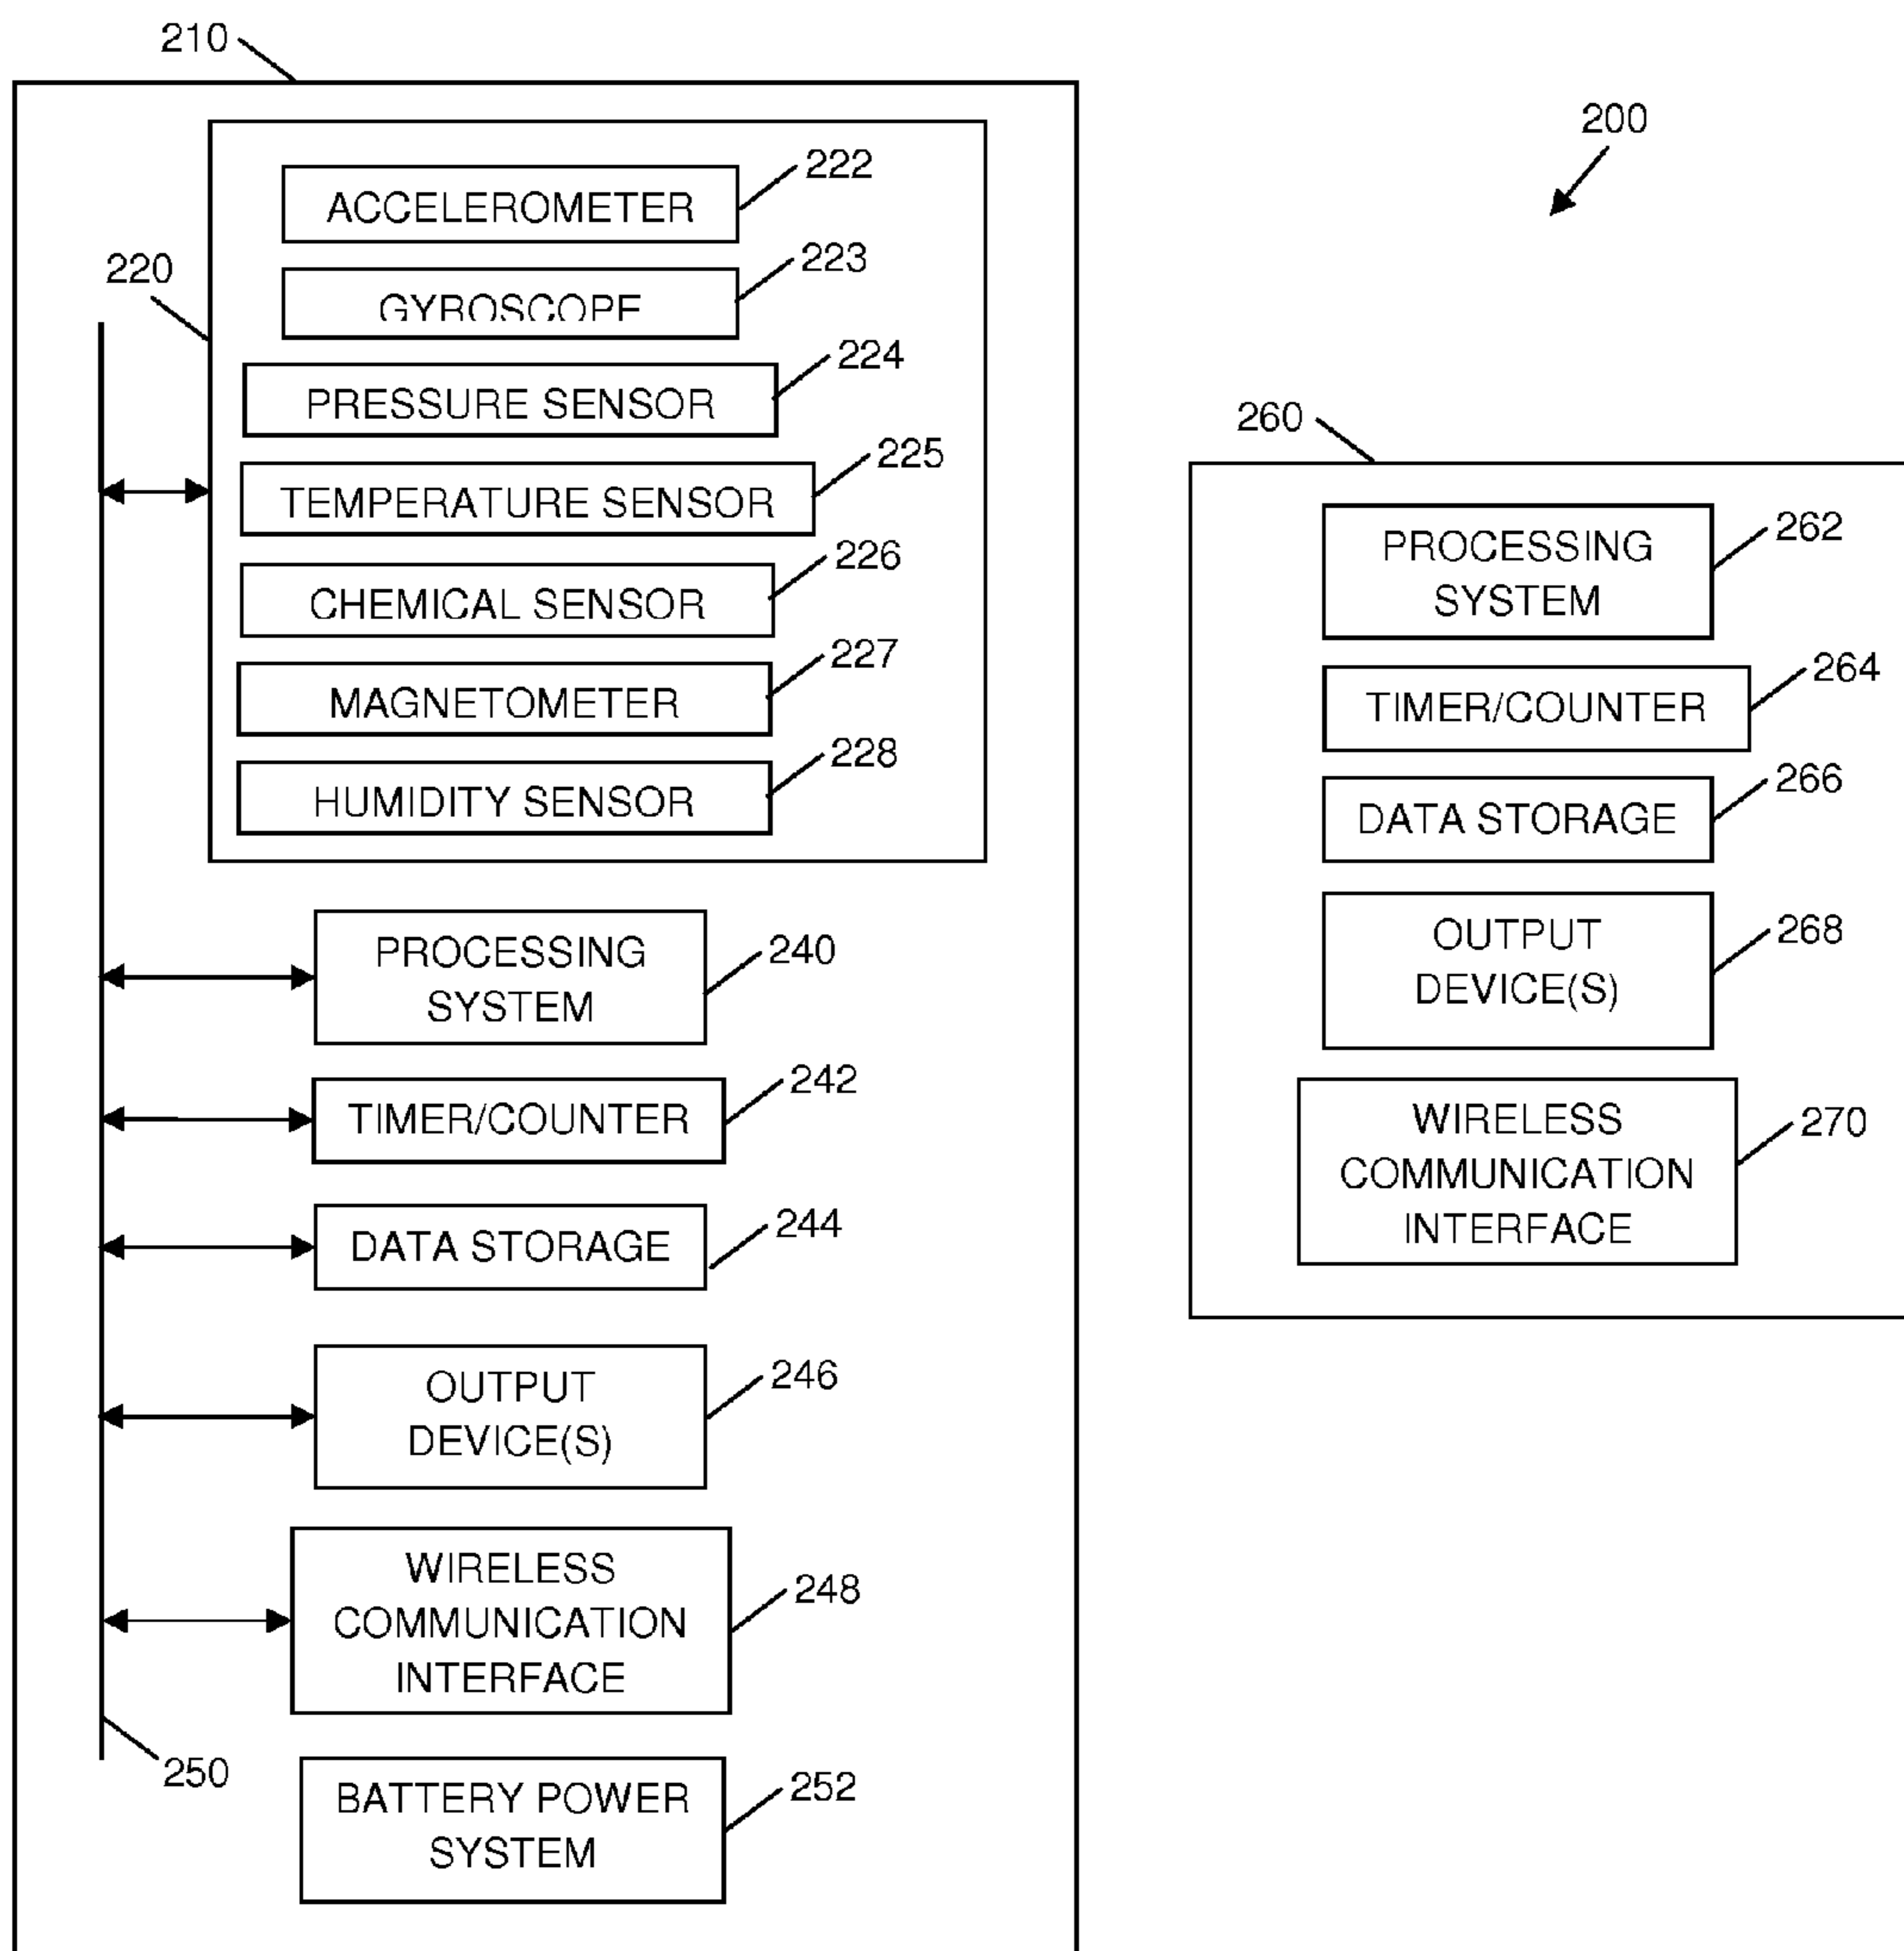 210
200
ACCELEROMETER
222
220
GYROSCOPE
223
PRESSURE SENSOR
224
TEMPERATURE SENSOR
225
CHEMICAL SENSOR
226
MAGNETOMETER
227
HUMIDITY SENSOR
228
PROCESSING
SYSTEM
240
TIMER/COUNTER
242
DATA STORAGE
244
OUTPUT
DEVICE(S)
246
WIRELESS
COMMUNICATION
INTERFACE
248
250
BATTERY POWER
SYSTEM
252
260
PROCESSING
SYSTEM
262
TIMER/COUNTER
264
DATA STORAGE
266
OUTPUT
DEVICE(S)
268
WIRELESS
COMMUNICATION
INTERFACE
270